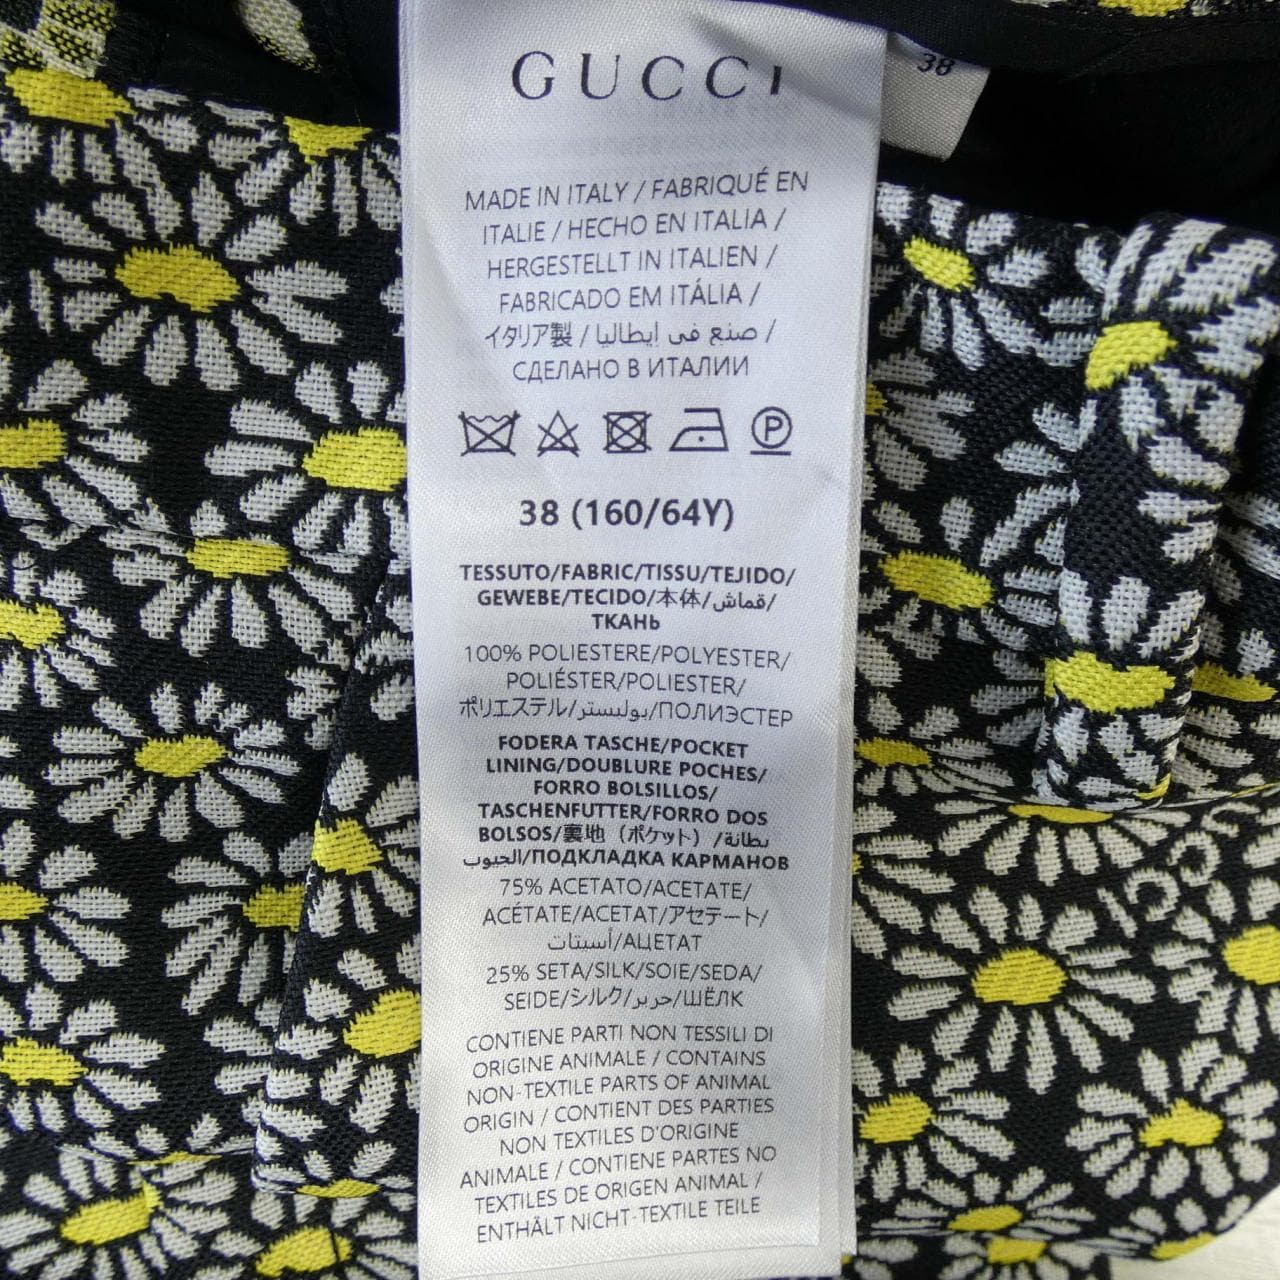 GUCCI
38
MADE IN ITALY / FABRIQUÉ EN
ITALIE / HECHO EN ITALIA /
HERGESTELLT IN ITALIEN /
FABRICADO EM ITÁLIA /
イタリア製 / صنع في إيطاليا /
СДЕЛАНО В ИТАЛИИ
P
38 (160/64Y)
TESSUTO/FABRIC/TISSU/TEJIDO/
GEWEBE/TECIDO/本体/قماش/
ТКАНЬ
100% POLIESTERE/POLYESTER/
POLIÉSTER/POLIESTER/
ポリエステル/بوليستر/ПОЛИЭСТЕР
FODERA TASCHE/POCKET
LINING/DOUBLURE POCHES/
FORRO BOLSILLOS/
TASCHENFUTTER/FORRO DOS
BOLSOS/裏地（ポケット）/بطانة
الجيوب/ПОДКЛАДКА КАРМАНОВ
75% ACETATO/ACETATE/
ACÉTATE/ACETAT/アセテート/
أسيتات/АЦЕТАТ
25% SETA/SILK/SOIE/SEDA/
SEIDE/シルク/حرير/ШЁЛК
CONTIENE PARTI NON TESSILI DI
ORIGINE ANIMALE / CONTAINS
NON-TEXTILE PARTS OF ANIMAL
ORIGIN / CONTIENT DES PARTIES
NON TEXTILES D'ORIGINE
ANIMALE / CONTIENE PARTES NO
TEXTILES DE ORIGEN ANIMAL /
ENTHÄLT NICHT-TEXTILE TEILE